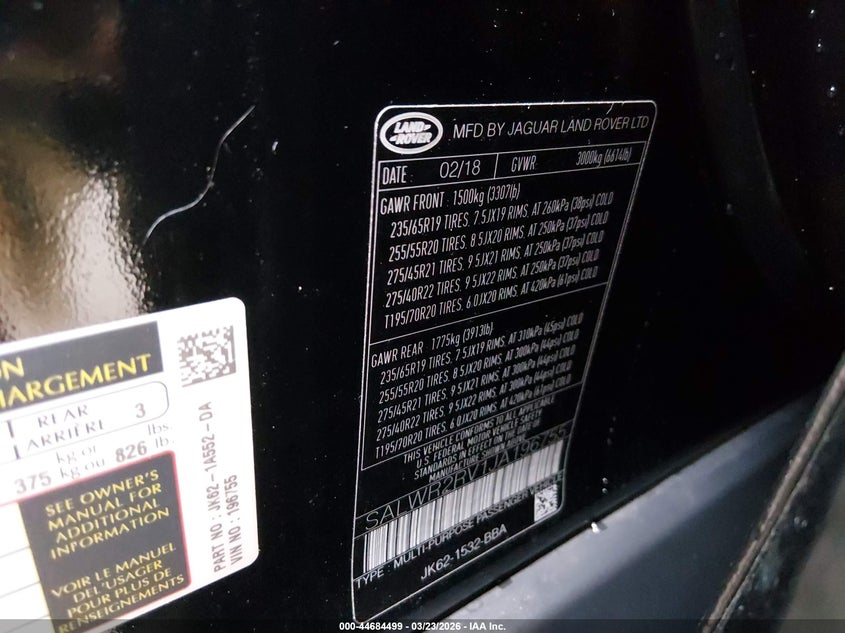 LAND ROVER
MFD BY JAGUAR LAND ROVER LTD
DATE : 02/18 GVWR : 3000kg (6614lb)
GAWR FRONT : 1500kg (3307lb)
235/65R19 TIRES, 7.5JX19 RIMS, AT 260kPa (38psi) COLD
255/55R20 TIRES, 8.5JX20 RIMS, AT 250kPa (37psi) COLD
275/45R21 TIRES, 9.5JX21 RIMS, AT 250kPa (37psi) COLD
275/40R22 TIRES, 9.5JX22 RIMS, AT 250kPa (37psi) COLD
T195/70R20 TIRES, 6.0JX20 RIMS, AT 420kPa (61psi) COLD
GAWR REAR : 1775kg (3913lb)
235/65R19 TIRES, 7.5JX19 RIMS, AT 310kPa (45psi) COLD
255/55R20 TIRES, 8.5JX20 RIMS, AT 300kPa (44psi) COLD
275/45R21 TIRES, 9.5JX21 RIMS, AT 300kPa (44psi) COLD
275/40R22 TIRES, 9.5JX22 RIMS, AT 300kPa (44psi) COLD
T195/70R20 TIRES, 6.0JX20 RIMS, AT 420kPa (61psi) COLD
THIS VEHICLE CONFORMS TO ALL APPLICABLE
U.S. FEDERAL MOTOR VEHICLE SAFETY
STANDARDS IN EFFECT ON THE DATE OF
MANUFACTURE SHOWN ABOVE
SALWR2RV1JA196755
TYPE : MULTI-PURPOSE PASSENGER VEHICLE
JK62-1532-BBA
ON
HARGEMENT
REAR
ARRIÈRE 3
375 kg or kg ou 826 lbs. lb.
SEE OWNER'S
MANUAL FOR
ADDITIONAL
INFORMATION
VOIR LE MANUEL
DE L'USAGER
POUR PLUS DE
RENSEIGNEMENTS
PART NO : JK62-1A552-DA
VIN NO : 196755
000-44684499 - 03/23/2026 - IAA Inc.